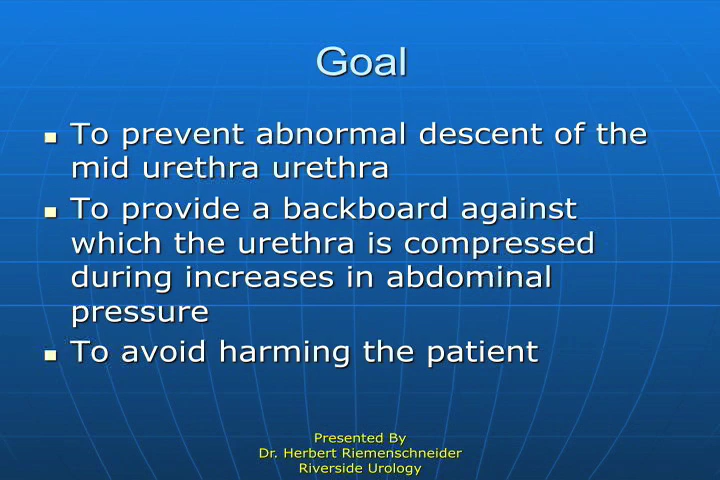 Goal
To prevent abnormal descent of the
mid urethra urethra
To provide a backboard against
which the urethra is compressed
during increases in abdominal
pressure
To avoid harming the patient
Presented By
Dr. Herbert Riemenschneider
Riverside Urology